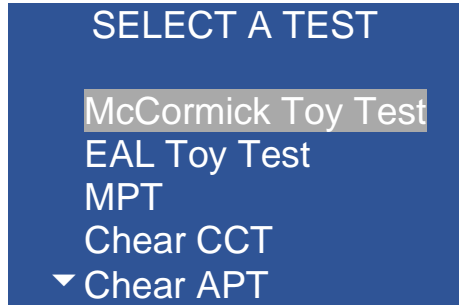 SELECT A TEST
McCormick Toy Test
EAL Toy Test
MPT
Chear CCT
Chear APT